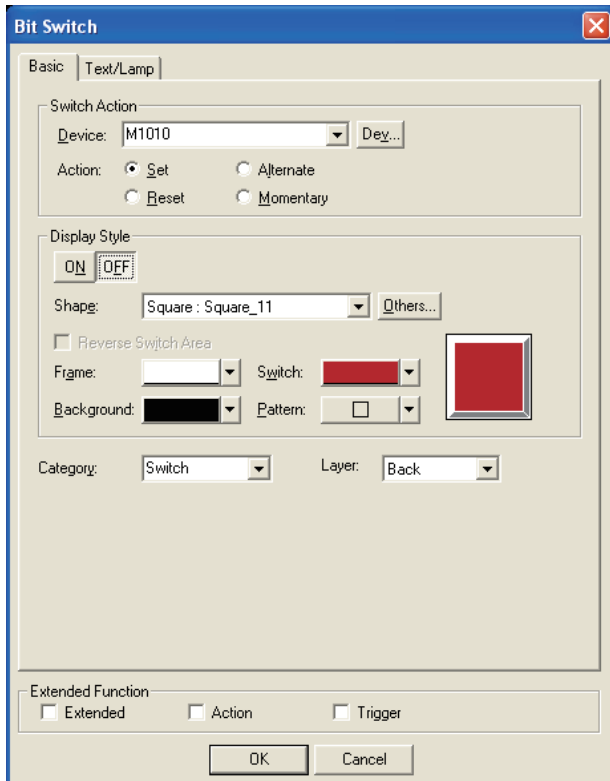 Bit Switch
Basic Text/Lamp
Switch Action
Device: M1010 Dev...
Action: Set Alternate
Reset Momentary
Display Style
ON OFF
Shape: Square : Square_11 Others...
Reverse Switch Area
Frame: Switch:
Background: Pattern:
Category: Switch Layer: Back
Extended Function
Extended Action Trigger
OK Cancel